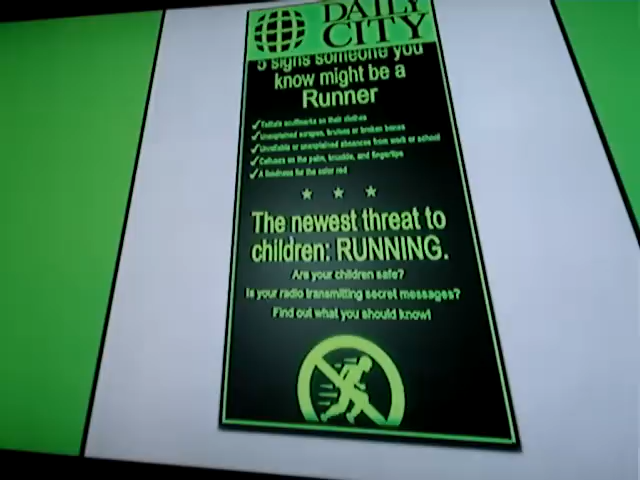 DAILY
CITY
5 signs someone you
know might be a
Runner
Telltale scuffmarks on their clothes
Unexplained scrapes, bruises or broken bones
Unreliable or unexplained absences from work or school
Calluses on the palm, knuckle, and fingertips
A fondness for the color red
The newest threat to
children: RUNNING.
Are your children safe?
Is your radio transmitting secret messages?
Find out what you should know!